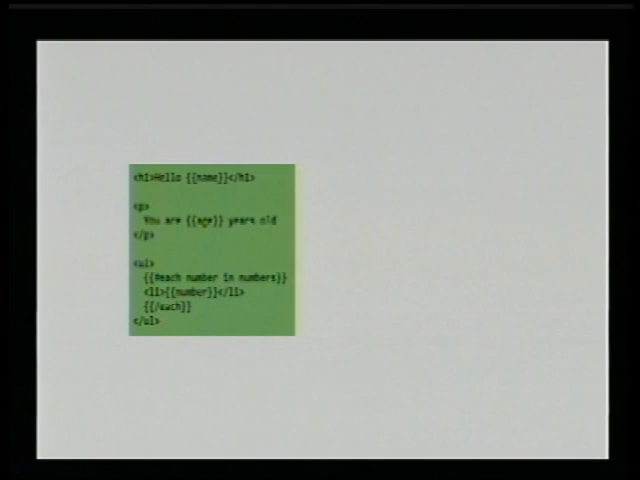 <h1>Hello {{name}}</h1>
<p>
You are {{age}} years old
</p>
<ul>
{{#each number in numbers}}
<li>{{number}}</li>
{{/each}}
</ul>